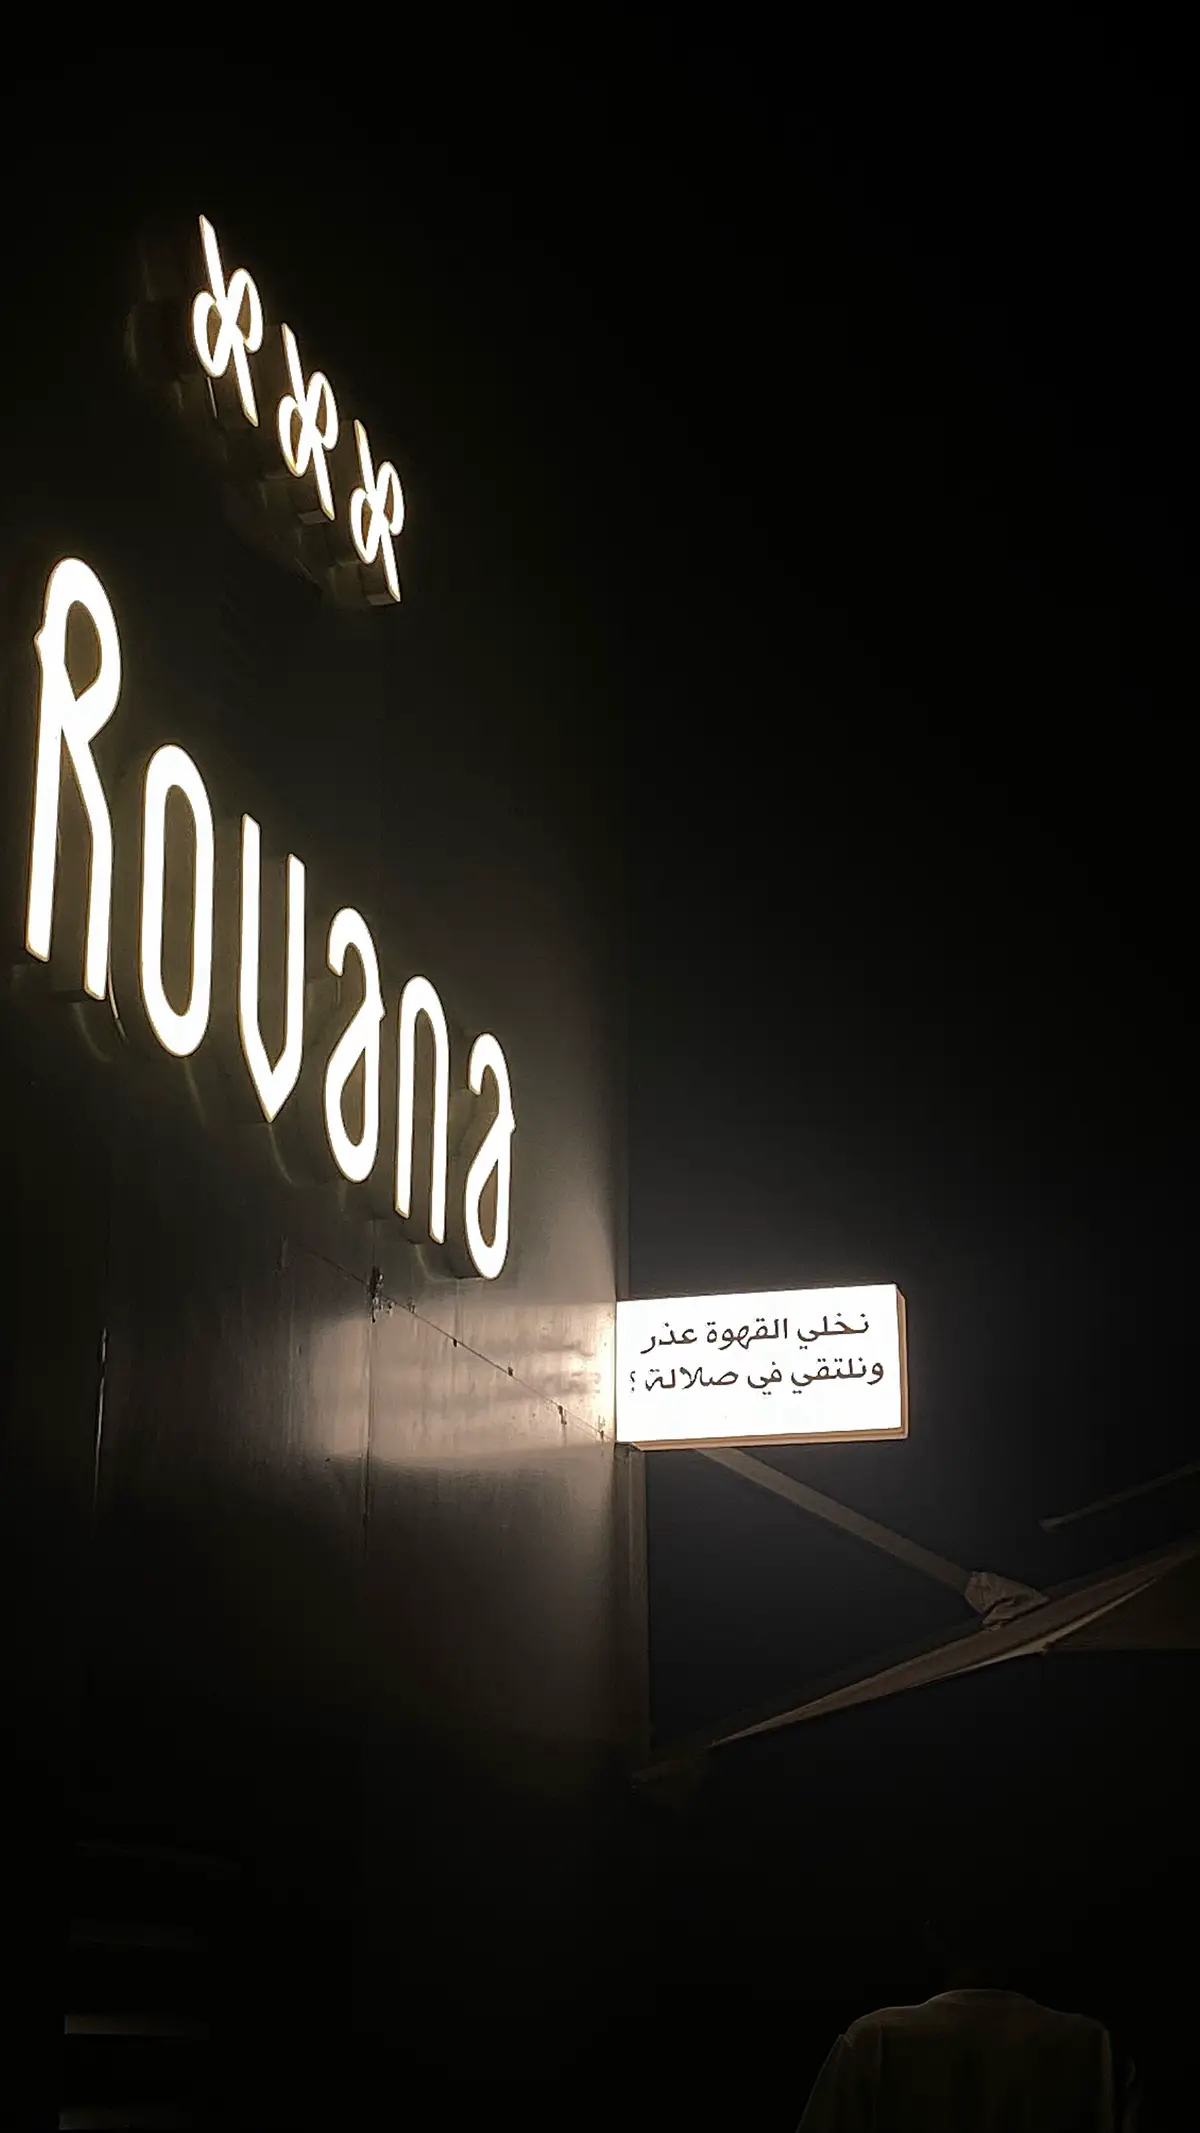 Rovana
نخلي القهوة عذر
ونلتقي في صلالة ؟